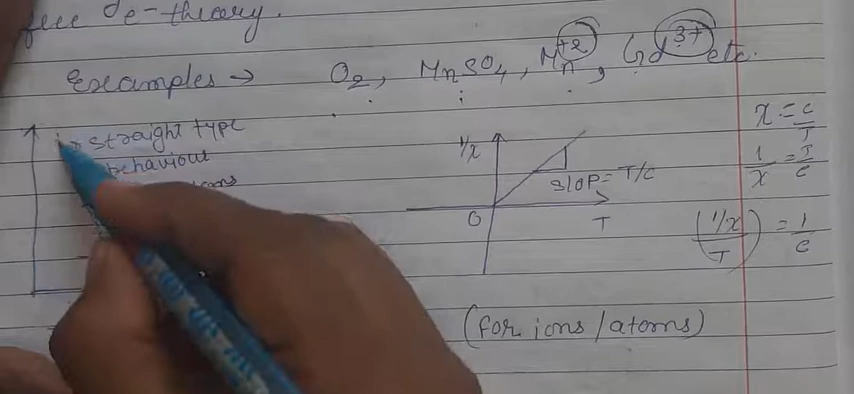 free de-theory.
Examples → O2, MnSO4, Mn+2, Gd3+ etc.
straight type
behaviour
1/x
SloP = T/C
O
T
(for ions/atoms)
x = C/T
1/x = T/C
(1/x / T) = 1/C